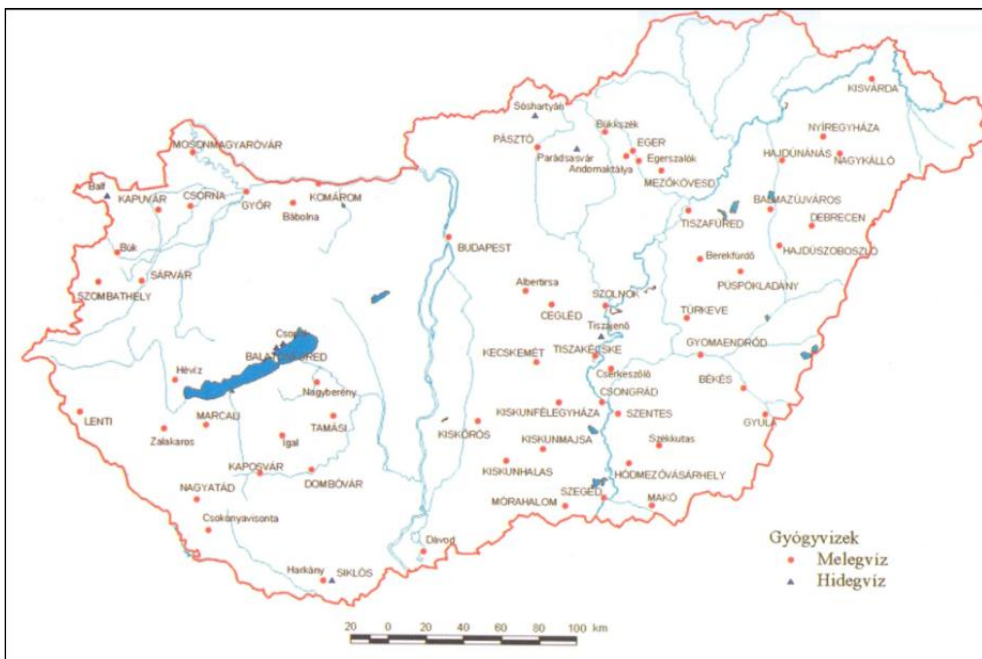 KISVÁRDA
Sóshartyán
NYÍREGYHÁZA
Bükkszék
PÁSZTÓ
EGER
MOSONMAGYARÓVÁR
Parádsasvár
Egerszalók
HAJDÚNÁNÁS
NAGYKÁLLÓ
Andornaktálya
MEZŐKÖVESD
Balf
KAPUVÁR
CSORNA
GYŐR
KOMÁROM
Bábolna
TISZAFÜRED
BALMAZÚJVÁROS
DEBRECEN
Bük
BUDAPEST
HAJDÚSZOBOSZLÓ
Berekfürdő
SÁRVÁR
SZOMBATHELY
Albertirsa
PÜSPÖKLADÁNY
CEGLÉD
SZOLNOK
TÚRKEVE
Tiszajenő
BALATONFÜRED
KECSKEMÉT
TISZAKÉCSKE
GYOMAENDRŐD
Hévíz
Cserkeszőlő
Nagyberény
BÉKÉS
LENTI
MARCALI
TAMÁSI
KISKUNFÉLEGYHÁZA
CSONGRÁD
SZENTES
GYULA
Zalakaros
Igal
KISKŐRÖS
KISKUNMAJSA
Székkutas
KAPOSVÁR
KISKUNHALAS
HÓDMEZŐVÁSÁRHELY
NAGYATÁD
DOMBÓVÁR
MÓRAHALOM
SZEGED
MAKÓ
Csokonyavisonta
Dávod
Harkány
SIKLÓS
Gyógyvizek
Melegvíz
Hidegvíz
20 0 20 40 60 80 100 km